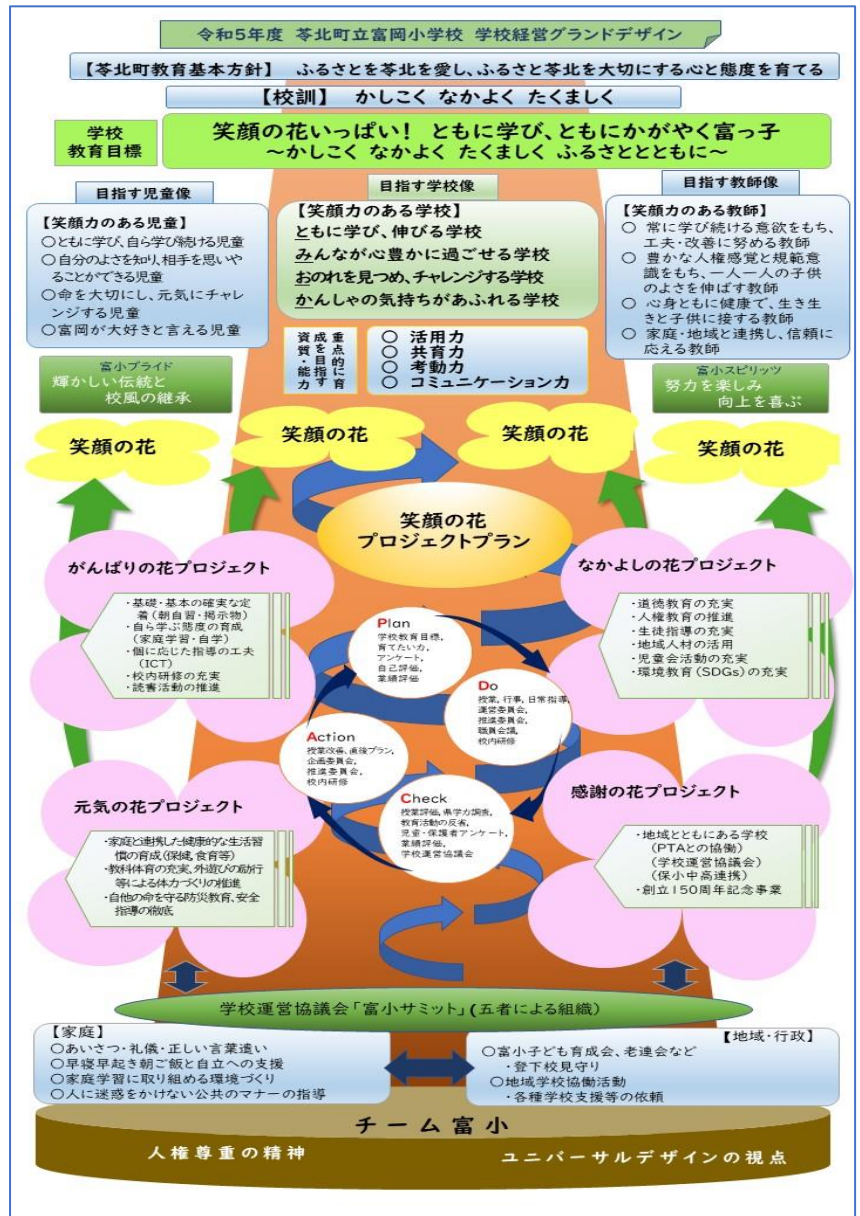 令和5年度 苓北町立富岡小学校 学校経営グランドデザイン
【苓北町教育基本方針】 ふるさとを苓北を愛し、ふるさと苓北を大切にする心と態度を育てる
【校訓】 かしこく なかよく たくましく
学校
教育目標
笑顔の花いっぱい! ともに学び、ともにかがやく富っ子
～かしこく なかよく たくましく ふるさととともに～
目指す児童像
【笑顔力のある児童】
○ともに学び、自ら学び続ける児童
○自分のよさを知り、相手を思いや
ることができる児童
○命を大切にし、元気にチャレ
ンジする児童
○富岡が大好きと言える児童
目指す学校像
【笑顔力のある学校】
ともに学び、伸びる学校
みんなが心豊かに過ごせる学校
おのれを見つめ、チャレンジする学校
かんしゃの気持ちがあふれる学校
目指す教師像
【笑顔力のある教師】
○ 常に学び続ける意欲をもち、
工夫・改善に努める教師
○ 豊かな人権感覚と規範意
識をもち、一人一人の子供
のよさを伸ばす教師
○ 心身ともに健康で、生き生
きと子供に接する教師
○ 家庭・地域と連携し、信頼に
応える教師
重点的に育
成を目指す
資質・能力
○ 活用力
○ 共育力
○ 考動力
○ コミュニケーション力
富小プライド
輝かしい伝統と
校風の継承
富小スピリッツ
努力を楽しみ
向上を喜ぶ
笑顔の花
笑顔の花
笑顔の花
笑顔の花
笑顔の花
プロジェクトプラン
がんばりの花プロジェクト
・基礎・基本の確実な定
着(朝自習・掲示物)
・自ら学ぶ態度の育成
(家庭学習・自学)
・個に応じた指導の工夫
(ICT)
・校内研修の充実
・読書活動の推進
なかよしの花プロジェクト
・道徳教育の充実
・人権教育の推進
・生徒指導の充実
・地域人材の活用
・児童会活動の充実
・環境教育(SDGs)の充実
Plan
学校教育目標,
育てたい力,
アンケート,
自己評価,
業績評価
Do
授業,行事,日常指導,
運営委員会,
推進委員会,
職員会議,
校内研修
Action
授業改善、直後プラン,
企画委員会,
推進委員会,
校内研修
Check
授業評価,県学力調査,
教育活動の反省,
児童・保護者アンケート,
業績評価,
学校運営協議会
元気の花プロジェクト
・家庭と連携した健康的な生活習
慣の育成(保健,食育等)
・教科体育の充実、外遊びの励行
等による体力づくりの推進
・自他の命を守る防災教育、安全
指導の徹底
感謝の花プロジェクト
・地域とともにある学校
(PTAとの協働)
(学校運営協議会)
(保小中高連携)
・創立150周年記念事業
学校運営協議会「富小サミット」(五者による組織)
【家庭】
○あいさつ・礼儀・正しい言葉遣い
○早寝早起き朝ご飯と自立への支援
○家庭学習に取り組める環境づくり
○人に迷惑をかけない公共のマナーの指導
【地域・行政】
○富小子ども育成会、老連会など
・登下校見守り
○地域学校協働活動
・各種学校支援等の依頼
チーム富小
人権尊重の精神
ユニバーサルデザインの視点